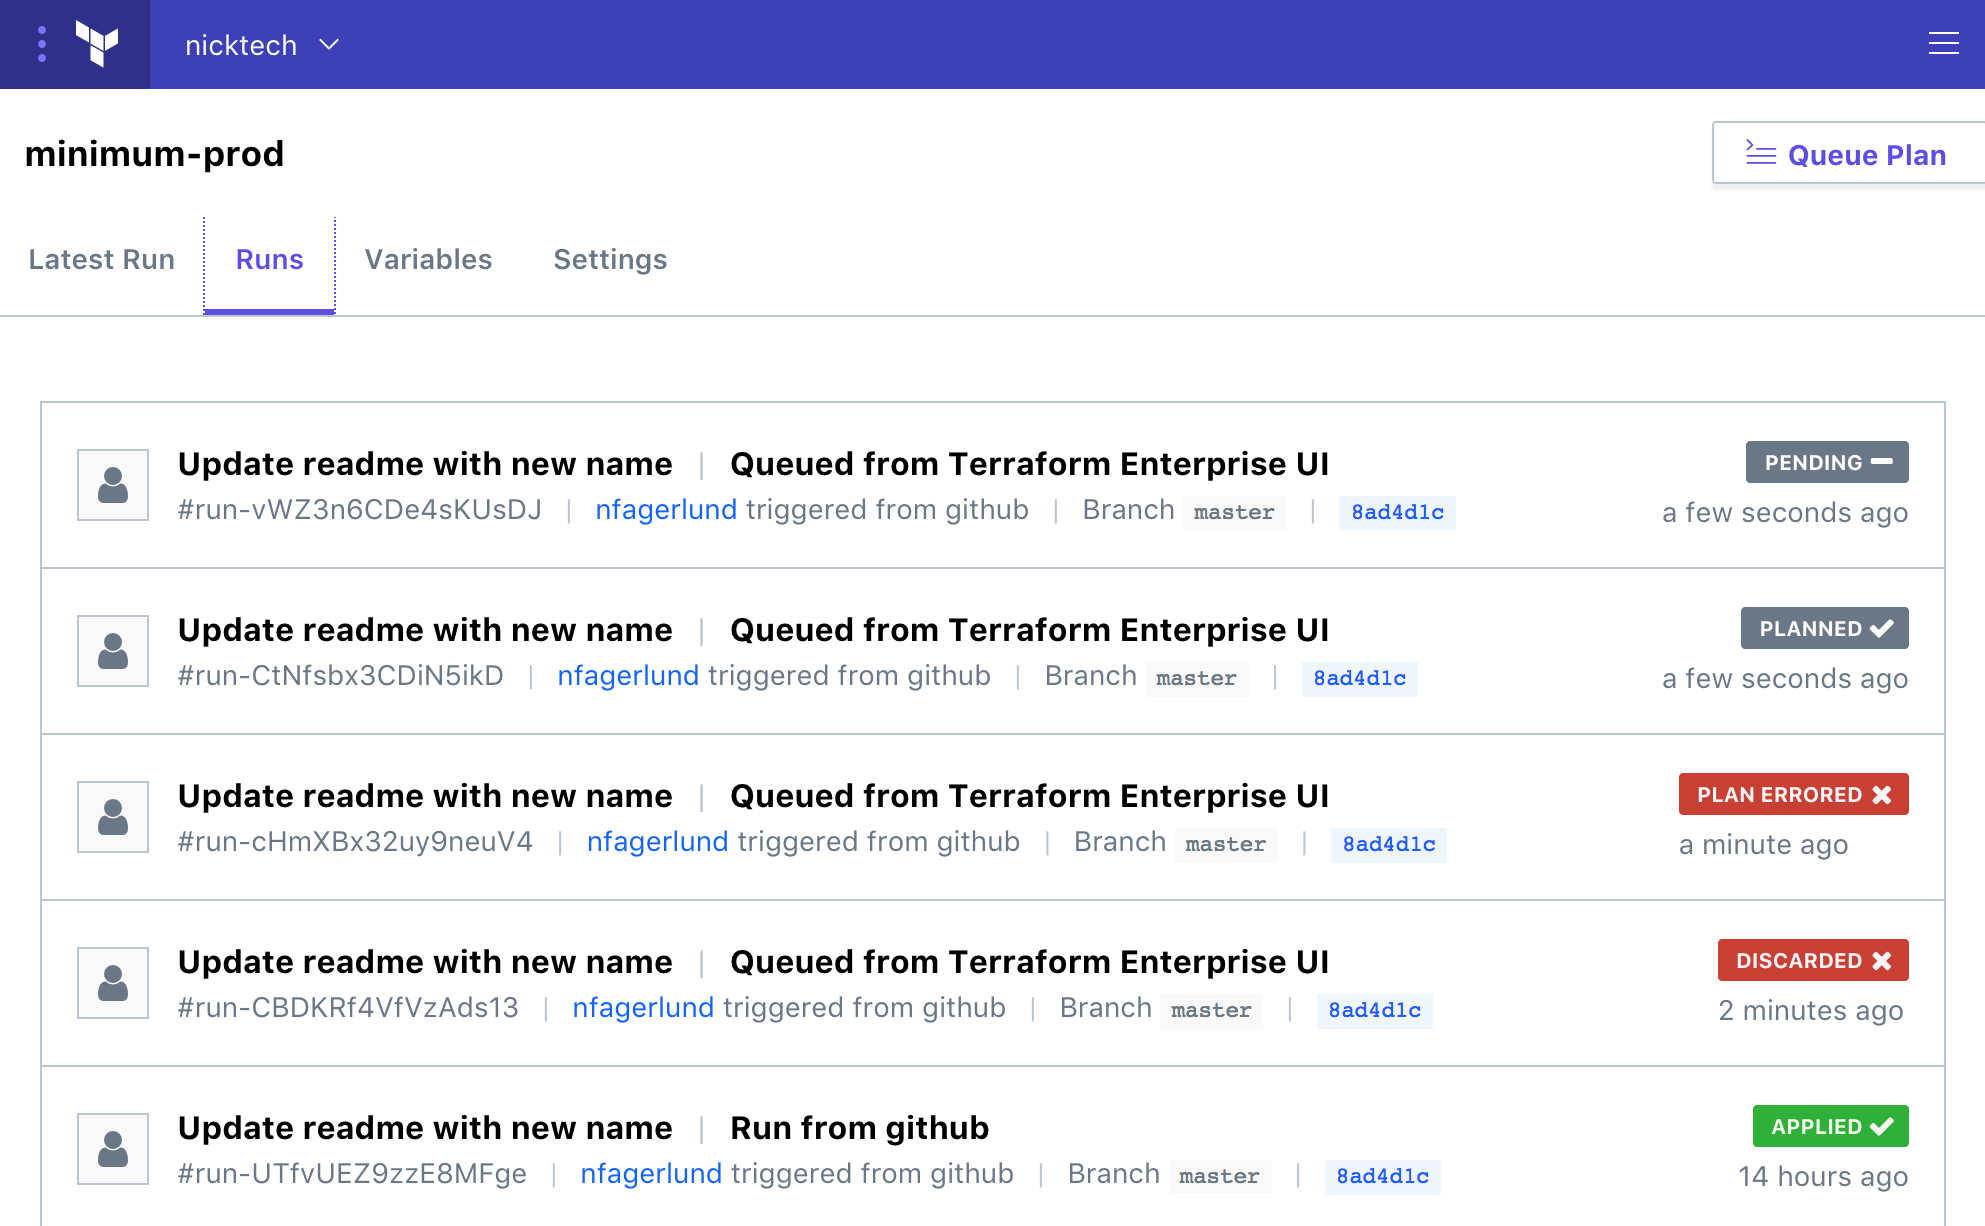 nicktech
minimum-prod
Queue Plan
Latest Run Runs Variables Settings
Update readme with new name | Queued from Terraform Enterprise UI PENDING
#run-vWZ3n6CDe4sKUsDJ | nfagerlund triggered from github | Branch master | 8ad4d1c a few seconds ago
Update readme with new name | Queued from Terraform Enterprise UI PLANNED
#run-CtNfsbx3CDiN5ikD | nfagerlund triggered from github | Branch master | 8ad4d1c a few seconds ago
Update readme with new name | Queued from Terraform Enterprise UI PLAN ERRORED
#run-cHmXBx32uy9neuV4 | nfagerlund triggered from github | Branch master | 8ad4d1c a minute ago
Update readme with new name | Queued from Terraform Enterprise UI DISCARDED
#run-CBDKRf4VfVzAds13 | nfagerlund triggered from github | Branch master | 8ad4d1c 2 minutes ago
Update readme with new name | Run from github APPLIED
#run-UTfvUEZ9zzE8MFge | nfagerlund triggered from github | Branch master | 8ad4d1c 14 hours ago